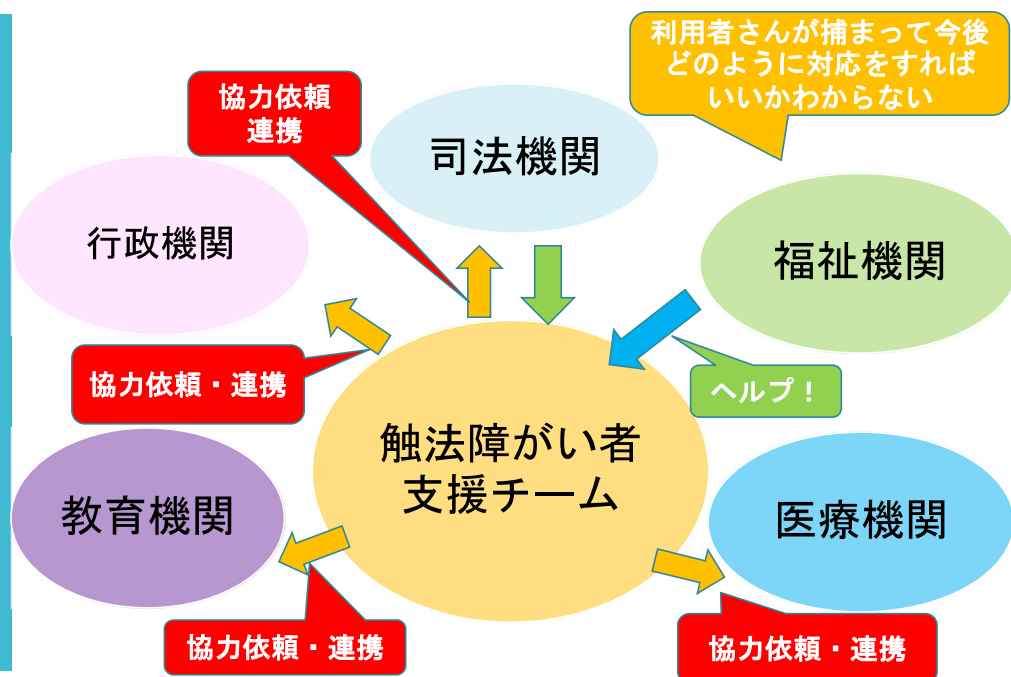 利用者さんが捕まって今後
どのように対応をすれば
いいかわからない
協力依頼
連携
司法機関
行政機関
福祉機関
協力依頼・連携
ヘルプ！
触法障がい者
支援チーム
教育機関
医療機関
協力依頼・連携
協力依頼・連携